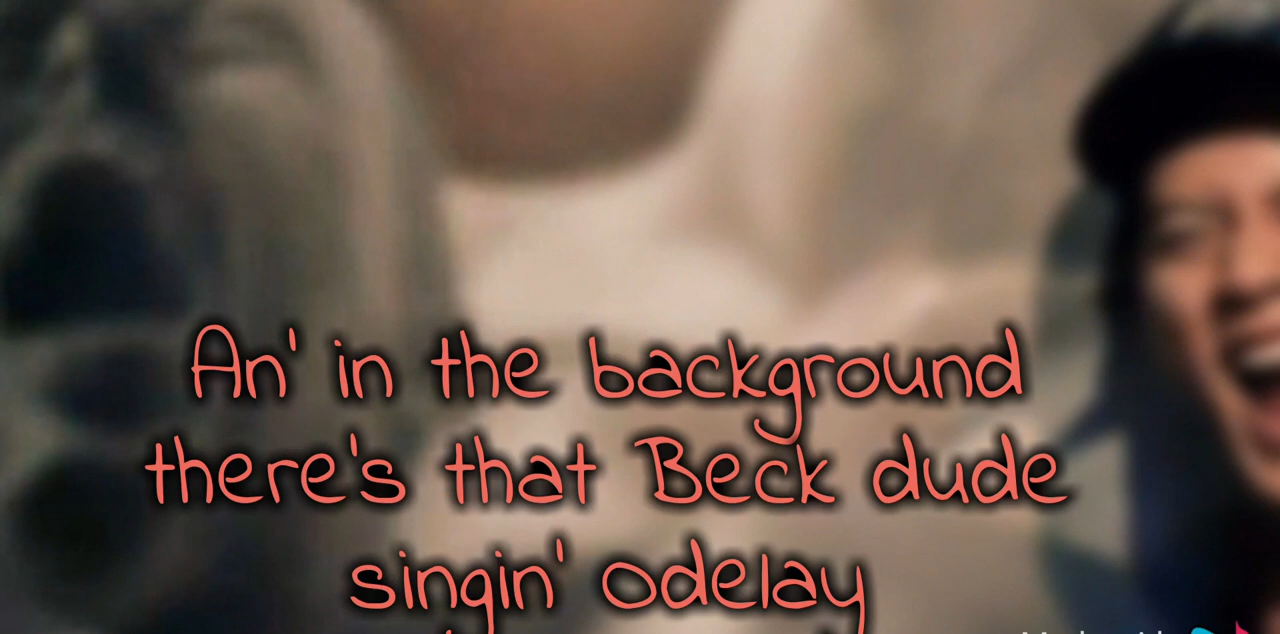 An' in the background
there's that Beck dude
singin' odelay